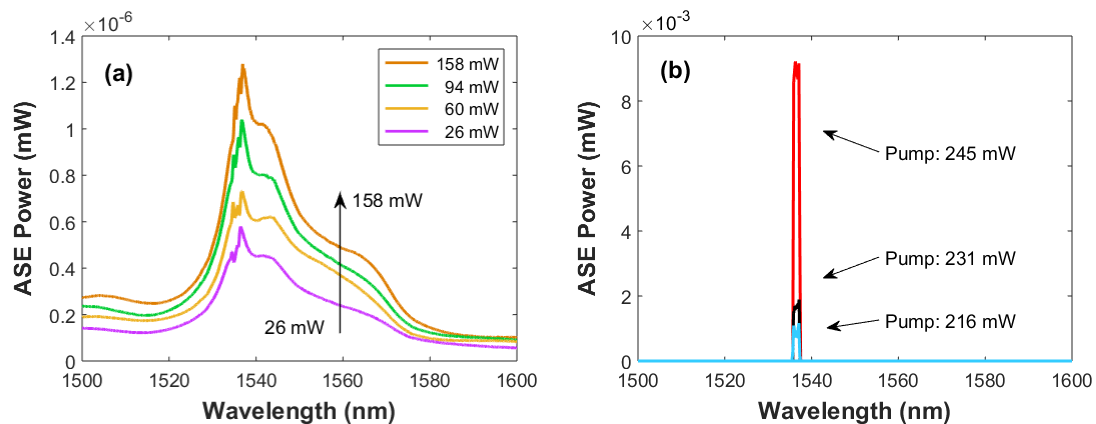 ×10⁻⁶
1.4
1.2
1
0.8
0.6
0.4
0.2
0
ASE Power (mW)
(a)
158 mW
94 mW
60 mW
26 mW
158 mW
26 mW
1500 1520 1540 1560 1580 1600
Wavelength (nm)
×10⁻³
10
8
6
4
2
0
ASE Power (mW)
(b)
Pump: 245 mW
Pump: 231 mW
Pump: 216 mW
1500 1520 1540 1560 1580 1600
Wavelength (nm)